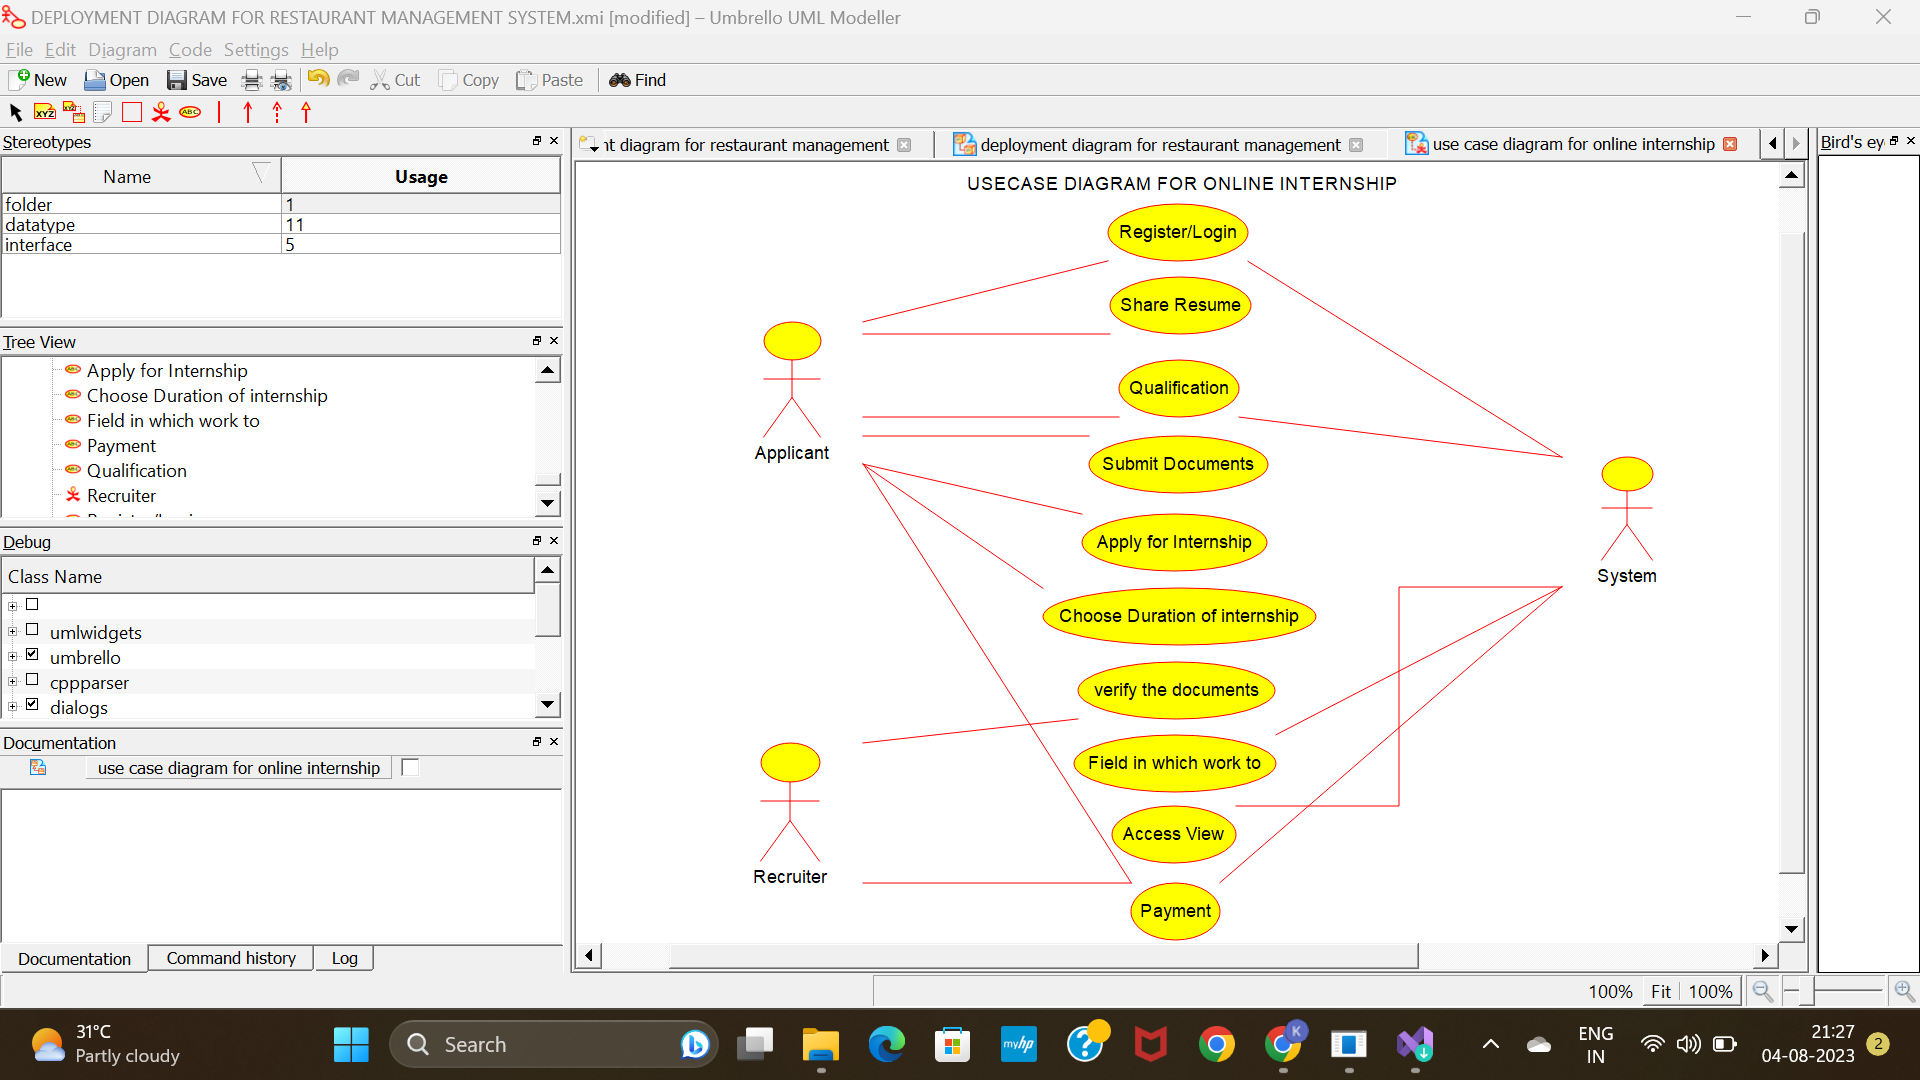 DEPLOYMENT DIAGRAM FOR RESTAURANT MANAGEMENT SYSTEM.xmi [modified] – Umbrello UML Modeller
File Edit Diagram Code Settings Help
New Open Save Cut Copy Paste Find
XYZ XYZ ABC
Stereotypes
Name Usage
folder 1
datatype 11
interface 5
Tree View
Apply for Internship
Choose Duration of internship
Field in which work to
Payment
Qualification
Recruiter
Debug
Class Name
umlwidgets
umbrello
cppparser
dialogs
Documentation
use case diagram for online internship
Documentation Command history Log
nt diagram for restaurant management deployment diagram for restaurant management use case diagram for online internship
Bird's ey
USECASE DIAGRAM FOR ONLINE INTERNSHIP
Register/Login
Share Resume
Qualification
Applicant
Submit Documents
Apply for Internship
System
Choose Duration of internship
verify the documents
Field in which work to
Access View
Recruiter
Payment
100% Fit 100%
31°C
Partly cloudy
Search
myhp
K
ENG
IN
21:27
04-08-2023
2